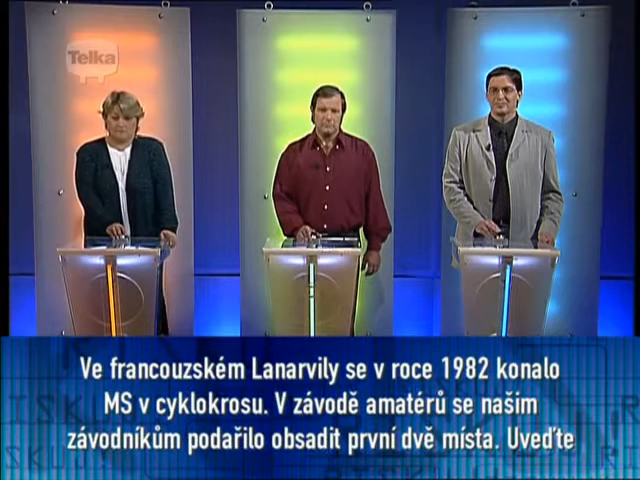 Telka
Ve francouzském Lanarvily se v roce 1982 konalo
MS v cyklokrosu. V závodě amatérů se našim
závodníkům podařilo obsadit první dvě místa. Uveďte